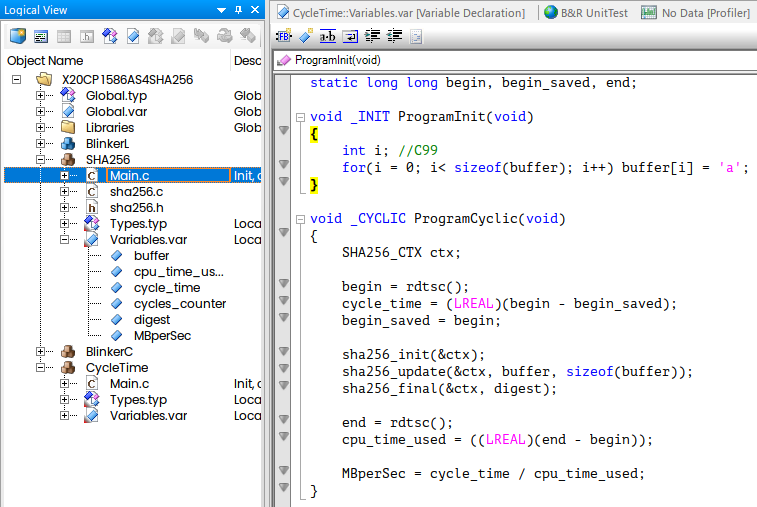 Logical View
Object Name Desc
X20CP1586AS4SHA256
Global.typ Glob
Global.var Glob
Libraries Glob
BlinkerL
SHA256
Main.c Init, c
sha256.c
sha256.h
Types.typ Loca
Variables.var Loca
buffer
cpu_time_us...
cycle_time
cycles_counter
digest
MBperSec
BlinkerC
CycleTime
Main.c Init, c
Types.typ Loca
Variables.var Loca
CycleTime::Variables.var [Variable Declaration] B&R UnitTest No Data [Profiler]
FB a-b
ProgramInit(void)
static long long begin, begin_saved, end;
void _INIT ProgramInit(void)
{
int i; //C99
for(i = 0; i< sizeof(buffer); i++) buffer[i] = 'a';
}
void _CYCLIC ProgramCyclic(void)
{
SHA256_CTX ctx;
begin = rdtsc();
cycle_time = (LREAL)(begin - begin_saved);
begin_saved = begin;
sha256_init(&ctx);
sha256_update(&ctx, buffer, sizeof(buffer));
sha256_final(&ctx, digest);
end = rdtsc();
cpu_time_used = ((LREAL)(end - begin));
MBperSec = cycle_time / cpu_time_used;
}